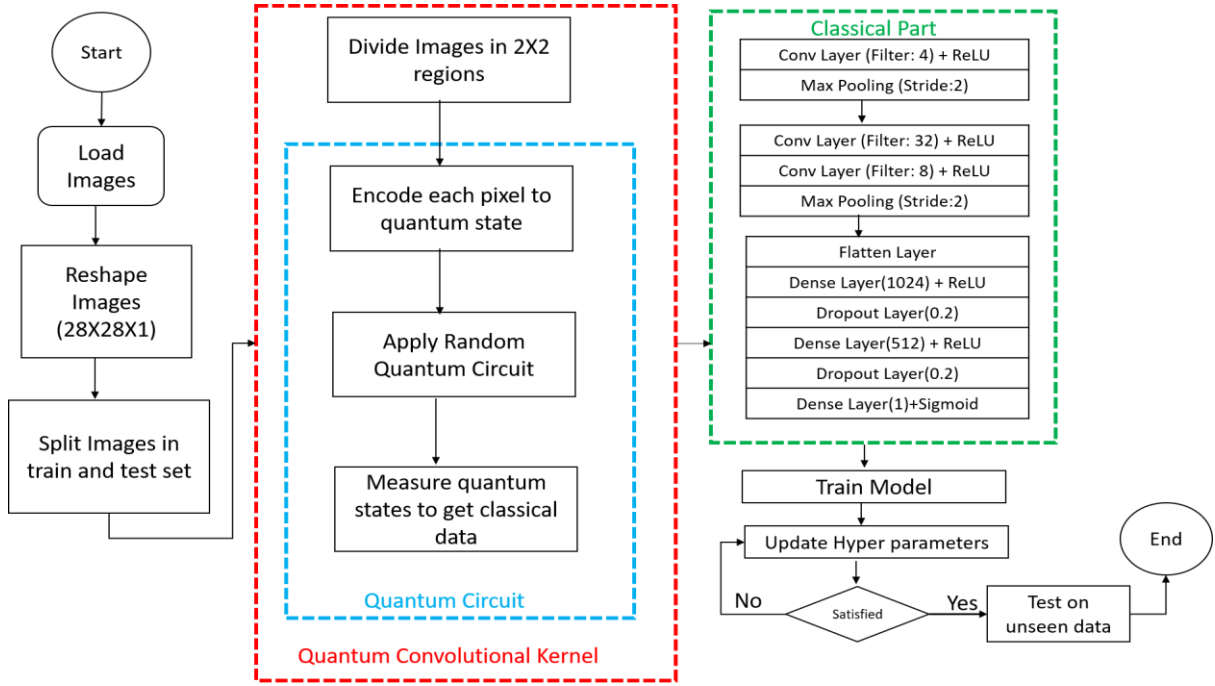 Start
Load
Images
Reshape
Images
(28X28X1)
Split Images in
train and test set
Divide Images in 2X2
regions
Encode each pixel to
quantum state
Apply Random
Quantum Circuit
Measure quantum
states to get classical
data
Quantum Circuit
Quantum Convolutional Kernel
Classical Part
Conv Layer (Filter: 4) + ReLU
Max Pooling (Stride:2)
Conv Layer (Filter: 32) + ReLU
Conv Layer (Filter: 8) + ReLU
Max Pooling (Stride:2)
Flatten Layer
Dense Layer(1024) + ReLU
Dropout Layer(0.2)
Dense Layer(512) + ReLU
Dropout Layer(0.2)
Dense Layer(1)+Sigmoid
Train Model
Update Hyper parameters
No
Satisfied
Yes
Test on
unseen data
End